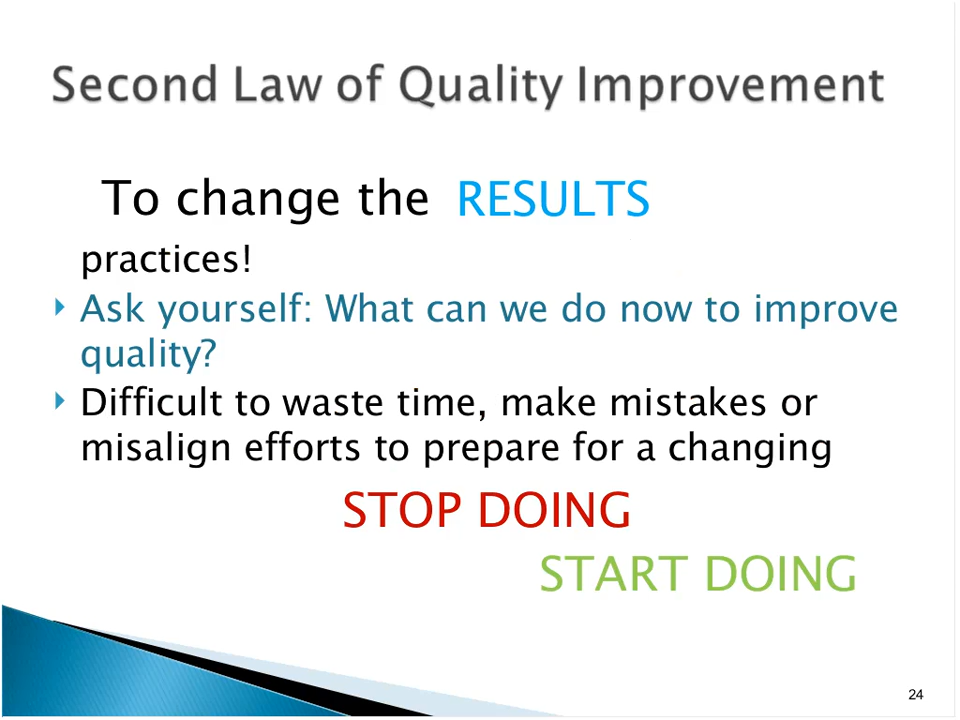 Second Law of Quality Improvement
To change the RESULTS
practices!
Ask yourself: What can we do now to improve
quality?
Difficult to waste time, make mistakes or
misalign efforts to prepare for a changing
STOP DOING
START DOING
24